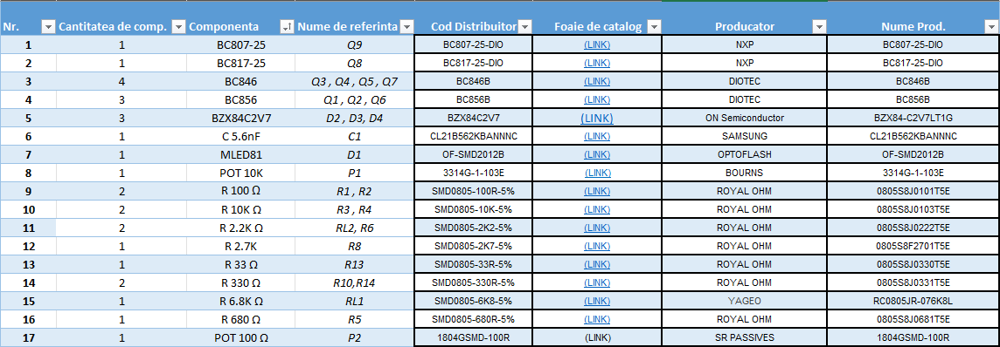 Nr. Cantitatea de comp. Componenta Nume de referinta Cod Distribuitor Foaie de catalog Producator Nume Prod.
1 1 BC807-25 Q9 BC807-25-DIO (LINK) NXP BC807-25-DIO
2 1 BC817-25 Q8 BC817-25-DIO (LINK) NXP BC817-25-DIO
3 4 BC846 Q3 , Q4 , Q5 , Q7 BC846B (LINK) DIOTEC BC846B
4 3 BC856 Q1 , Q2 , Q6 BC856B (LINK) DIOTEC BC856B
5 3 BZX84C2V7 D2 , D3, D4 BZX84C2V7 (LINK) ON Semiconductor BZX84-C2V7LT1G
6 1 C 5.6nF C1 CL21B562KBANNNC (LINK) SAMSUNG CL21B562KBANNNC
7 1 MLED81 D1 OF-SMD2012B (LINK) OPTOFLASH OF-SMD2012B
8 1 POT 10K P1 3314G-1-103E (LINK) BOURNS 3314G-1-103E
9 2 R 100 Ω R1 , R2 SMD0805-100R-5% (LINK) ROYAL OHM 0805S8J0101T5E
10 2 R 10K Ω R3 , R4 SMD0805-10K-5% (LINK) ROYAL OHM 0805S8J0103T5E
11 2 R 2.2K Ω RL2, R6 SMD0805-2K2-5% (LINK) ROYAL OHM 0805S8J0222T5E
12 1 R 2.7K R8 SMD0805-2K7-5% (LINK) ROYAL OHM 0805S8F2701T5E
13 1 R 33 Ω R13 SMD0805-33R-5% (LINK) ROYAL OHM 0805S8J0330T5E
14 2 R 330 Ω R10,R14 SMD0805-330R-5% (LINK) ROYAL OHM 0805S8J0331T5E
15 1 R 6.8K Ω RL1 SMD0805-6K8-5% (LINK) YAGEO RC0805JR-076K8L
16 1 R 680 Ω R5 SMD0805-680R-5% (LINK) ROYAL OHM 0805S8J0681T5E
17 1 POT 100 Ω P2 1804GSMD-100R (LINK) SR PASSIVES 1804GSMD-100R